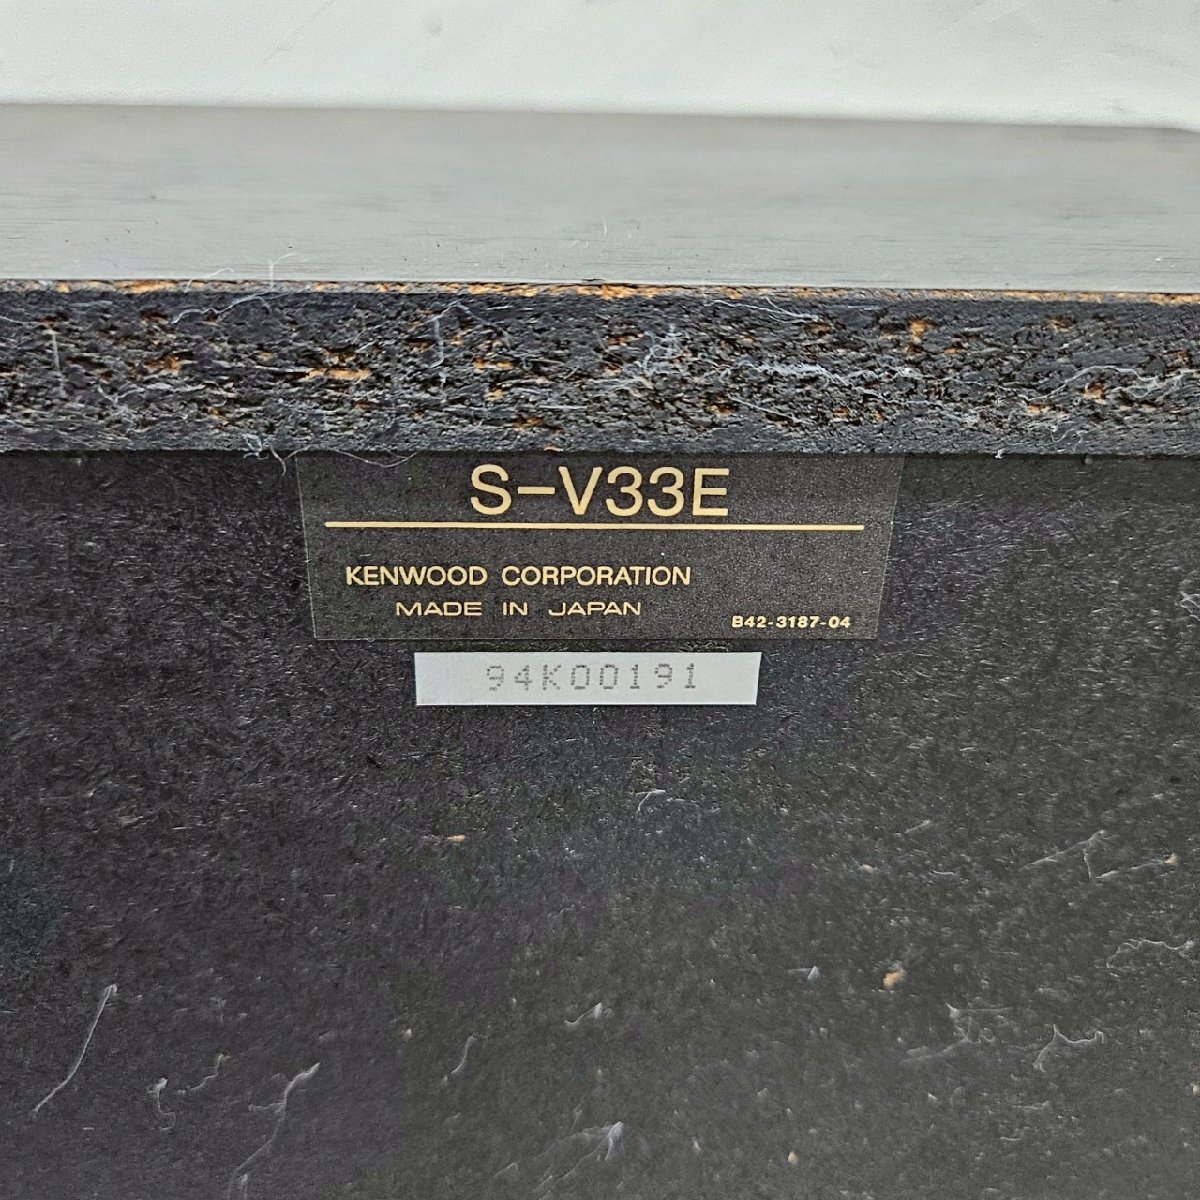 S-V33E
KENWOOD CORPORATION
MADE IN JAPAN
B42-3187-04
94K00191